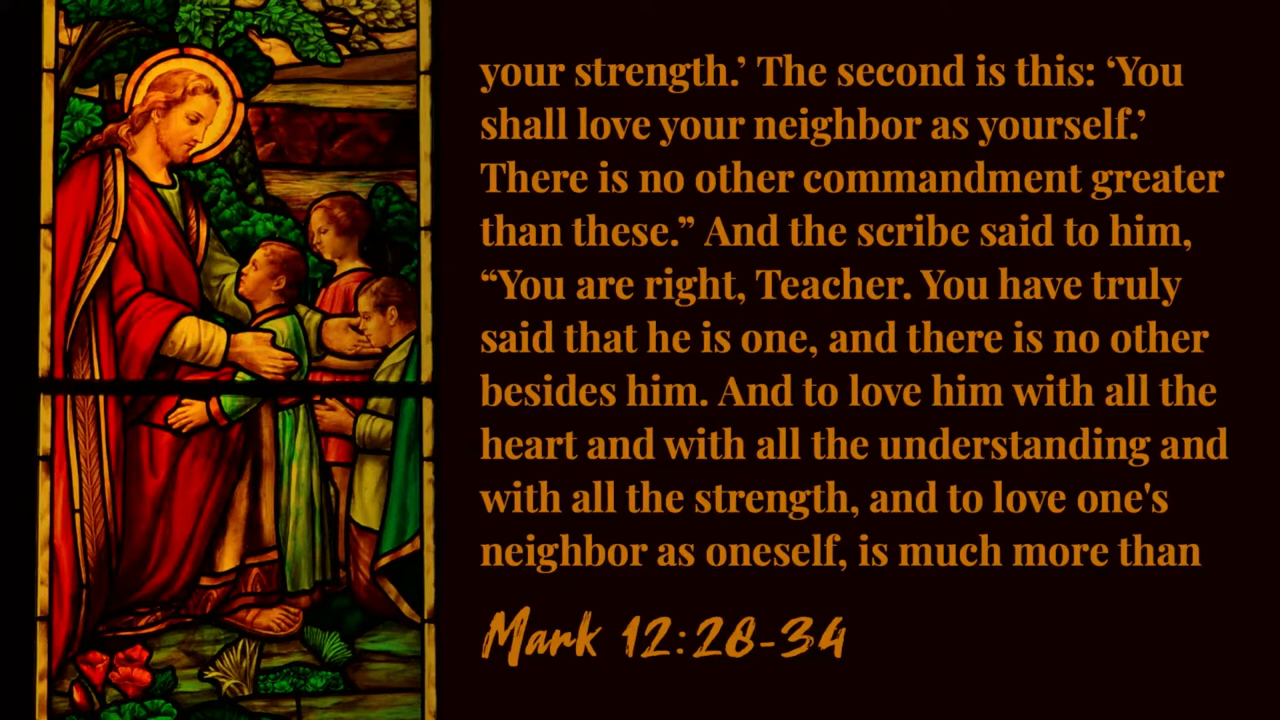 your strength.’ The second is this: ‘You
shall love your neighbor as yourself.’
There is no other commandment greater
than these.” And the scribe said to him,
“You are right, Teacher. You have truly
said that he is one, and there is no other
besides him. And to love him with all the
heart and with all the understanding and
with all the strength, and to love one's
neighbor as oneself, is much more than
Mark 12:28-34